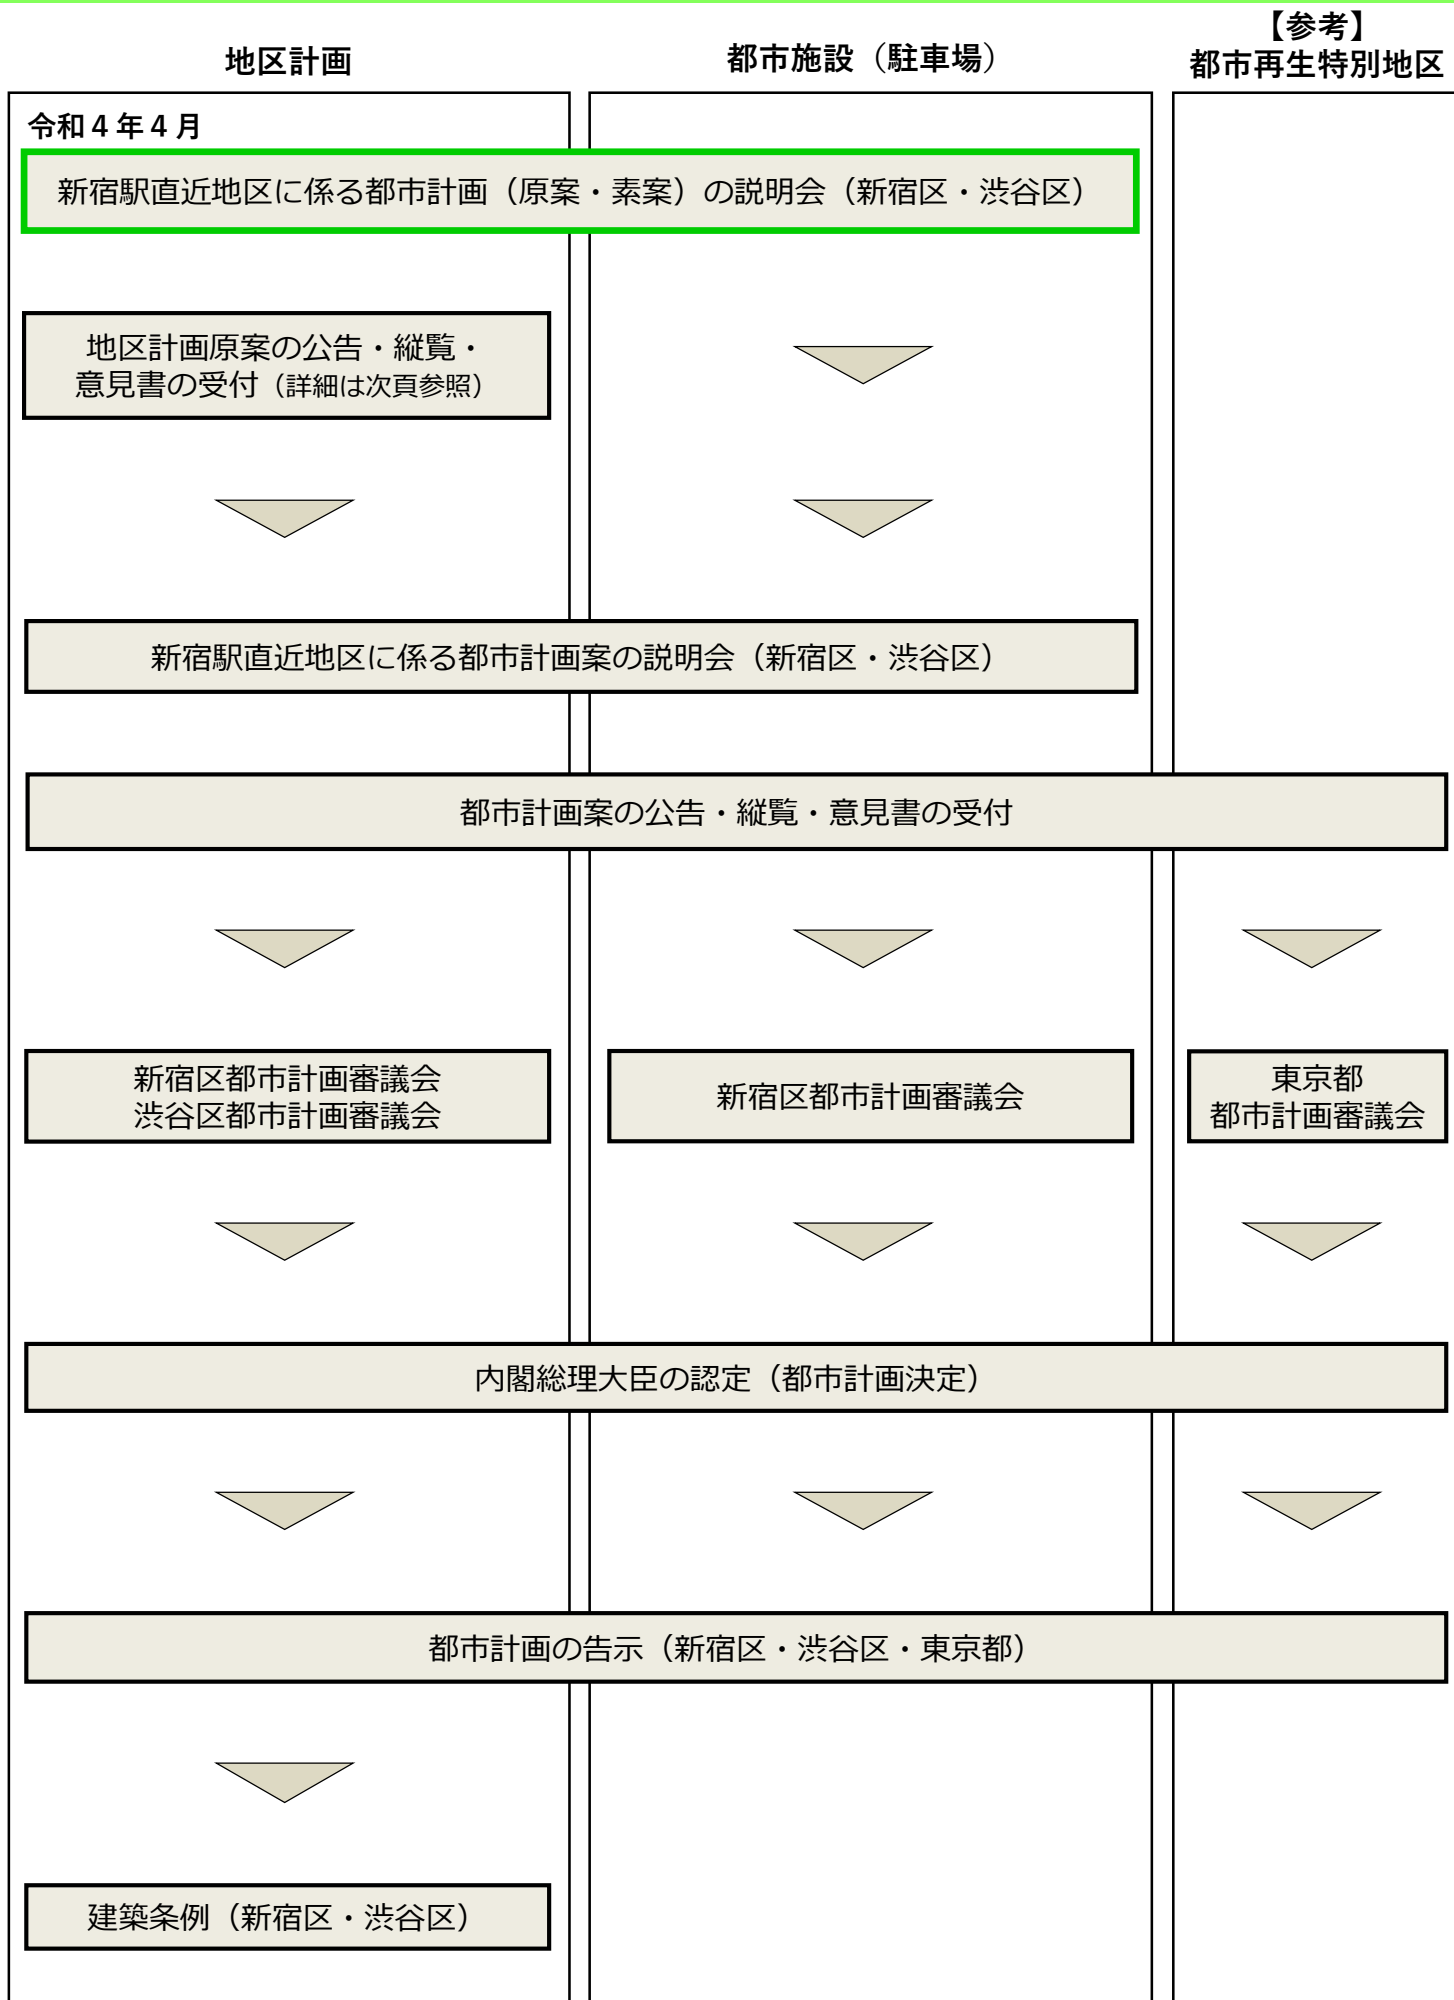 地区計画
都市施設（駐車場）
【参考】
都市再生特別地区
令和４年４月
新宿駅直近地区に係る都市計画（原案・素案）の説明会（新宿区・渋谷区）
地区計画原案の公告・縦覧・
意見書の受付（詳細は次頁参照）
新宿駅直近地区に係る都市計画案の説明会（新宿区・渋谷区）
都市計画案の公告・縦覧・意見書の受付
新宿区都市計画審議会
渋谷区都市計画審議会
新宿区都市計画審議会
東京都
都市計画審議会
内閣総理大臣の認定（都市計画決定）
都市計画の告示（新宿区・渋谷区・東京都）
建築条例（新宿区・渋谷区）